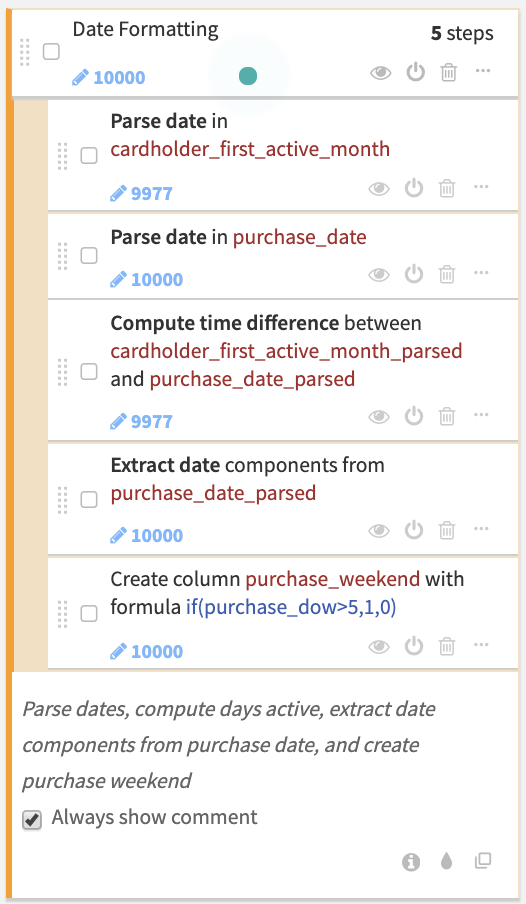 Date Formatting
5 steps
10000
Parse date in
cardholder_first_active_month
9977
Parse date in purchase_date
10000
Compute time difference between
cardholder_first_active_month_parsed
and purchase_date_parsed
9977
Extract date components from
purchase_date_parsed
10000
Create column purchase_weekend with
formula if(purchase_dow>5,1,0)
10000
Parse dates, compute days active, extract date
components from purchase date, and create
purchase weekend
Always show comment